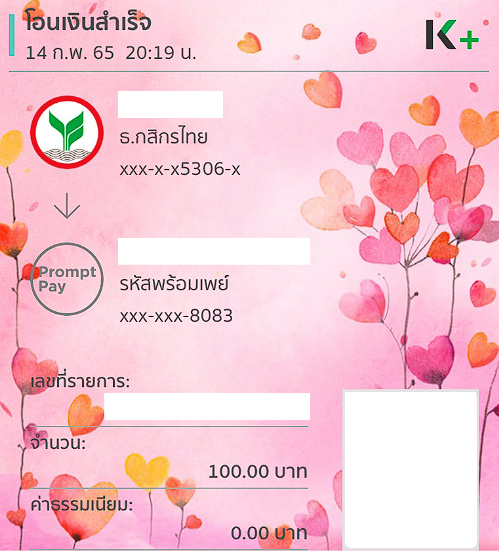 โอนเงินสำเร็จ
14 ก.พ. 65 20:19 น.
K+
ธ.กสิกรไทย
xxx-x-x5306-x
Prompt
Pay
รหัสพร้อมเพย์
xxx-xxx-8083
เลขที่รายการ:
จำนวน:
100.00 บาท
ค่าธรรมเนียม:
0.00 บาท